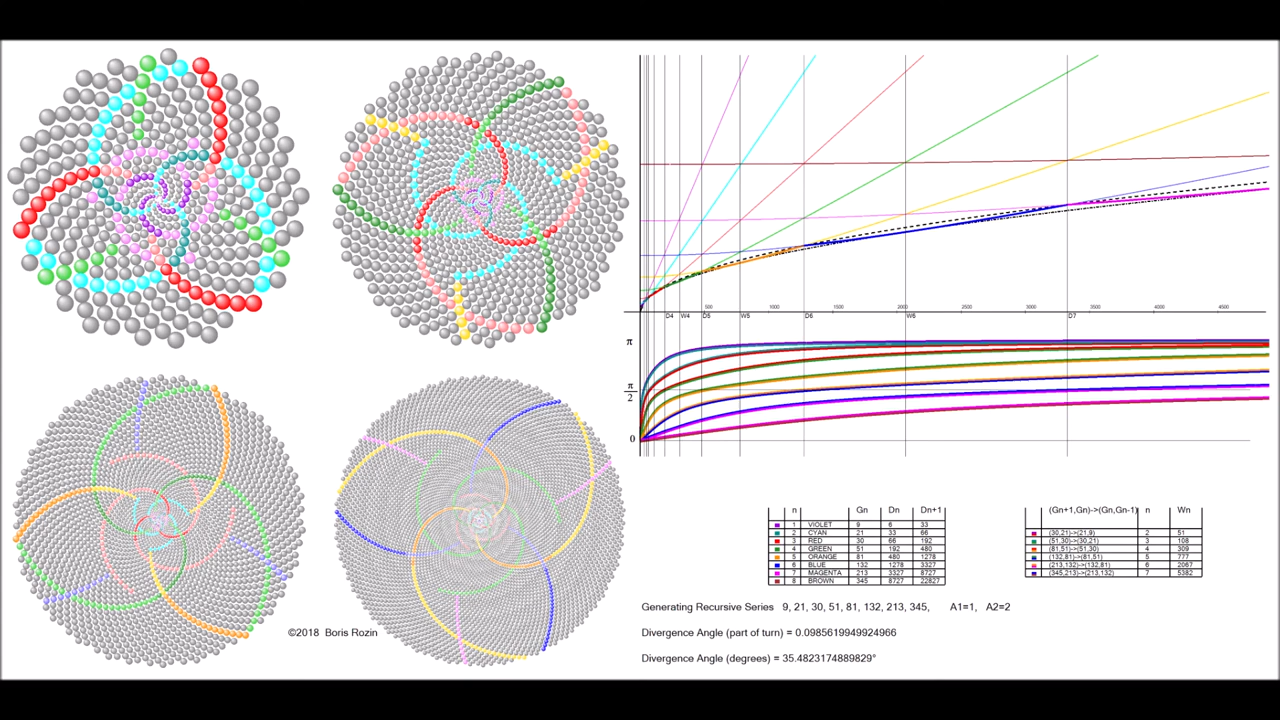 500 1000 1500 2000 2500 3000 3500 4000 4500
D4 W4 D5 W5 D6 W6 D7
π
π
2
0
n Gn Dn Dn+1
1 VIOLET 9 6 33
2 CYAN 21 33 66
3 RED 30 66 192
4 GREEN 51 192 480
5 ORANGE 81 480 1278
6 BLUE 132 1278 3327
7 MAGENTA 213 3327 8727
8 BROWN 345 8727 22827
(Gn+1,Gn)->(Gn,Gn-1) n Wn
(30,21)->(21,9) 2 51
(51,30)->(30,21) 3 108
(81,51)->(51,30) 4 309
(132,81)->(81,51) 5 777
(213,132)->(132,81) 6 2067
(345,213)->(213,132) 7 5382
Generating Recursive Series 9, 21, 30, 51, 81, 132, 213, 345, A1=1, A2=2
©2018 Boris Rozin
Divergence Angle (part of turn) = 0.0985619949924966
Divergence Angle (degrees) = 35.4823174889829°